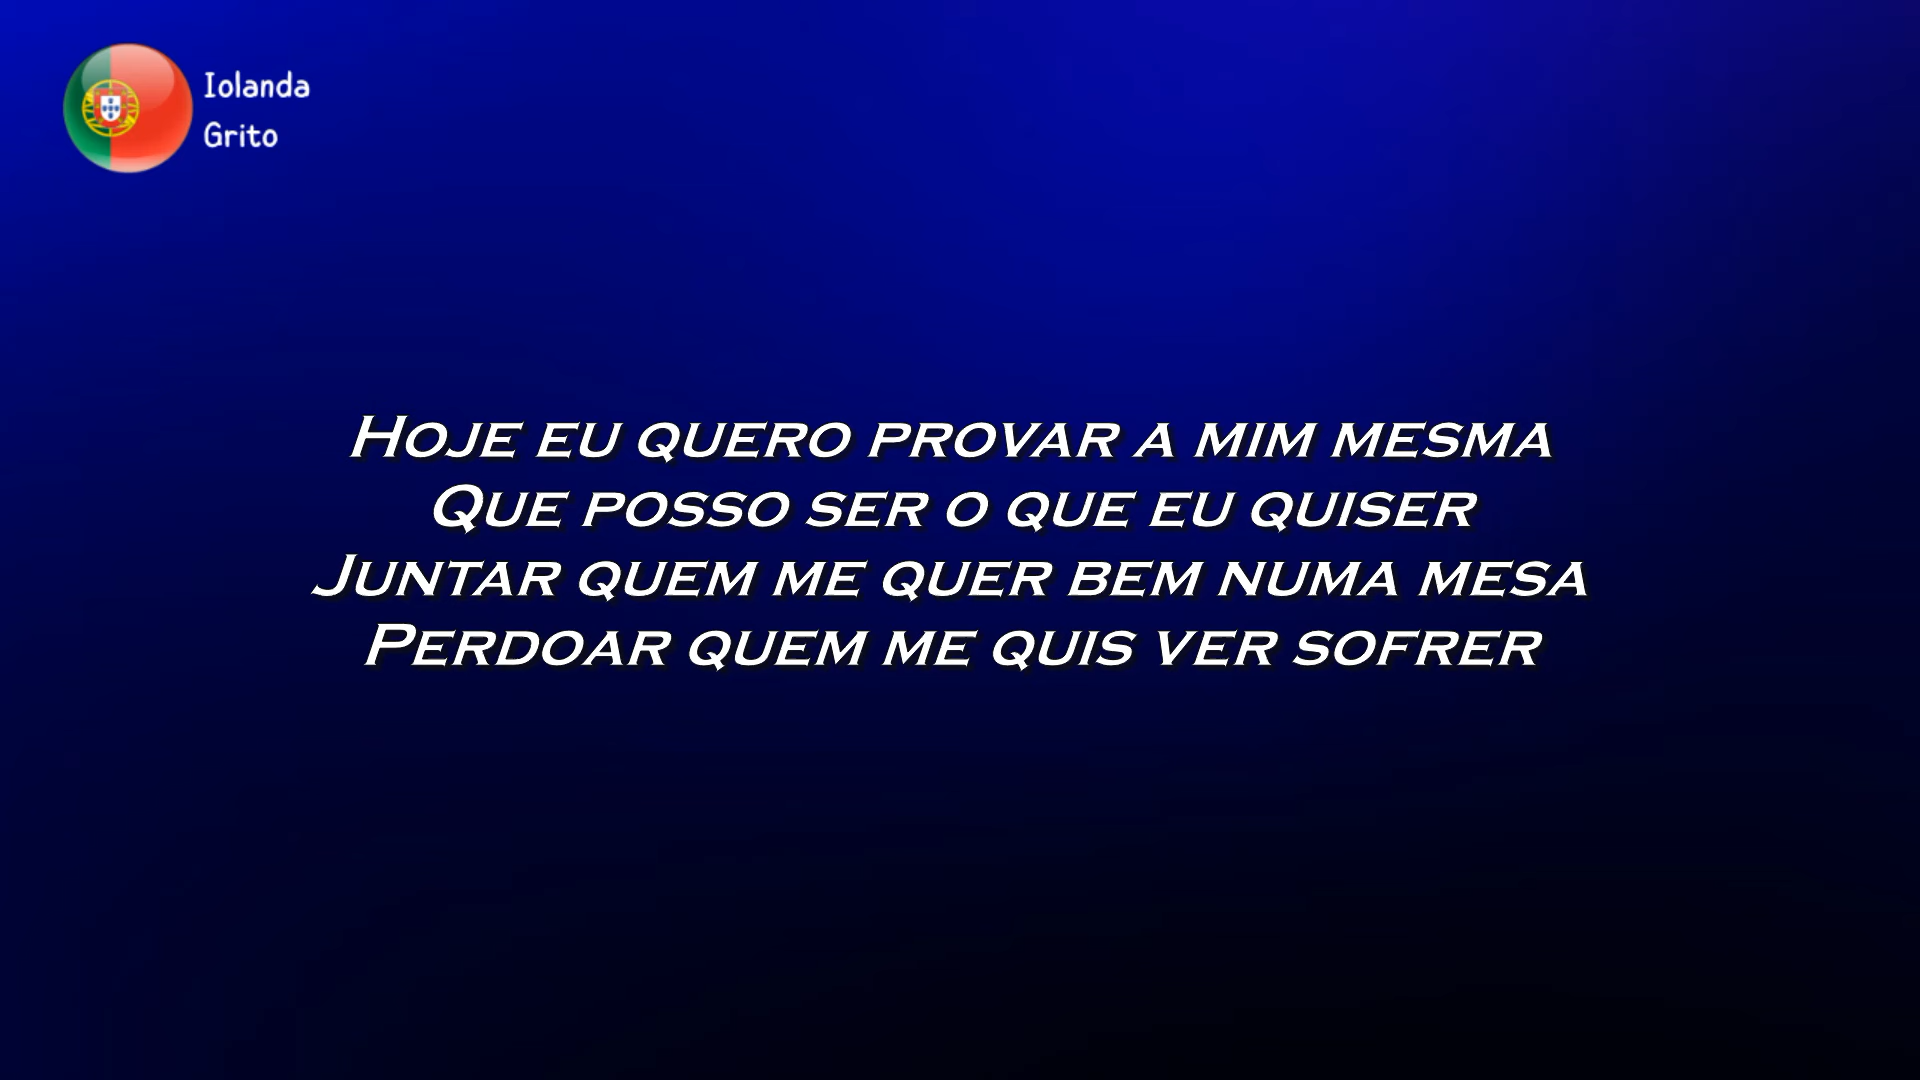 Iolanda
Grito
Hoje eu quero provar a mim mesma
Que posso ser o que eu quiser
Juntar quem me quer bem numa mesa
Perdoar quem me quis ver sofrer